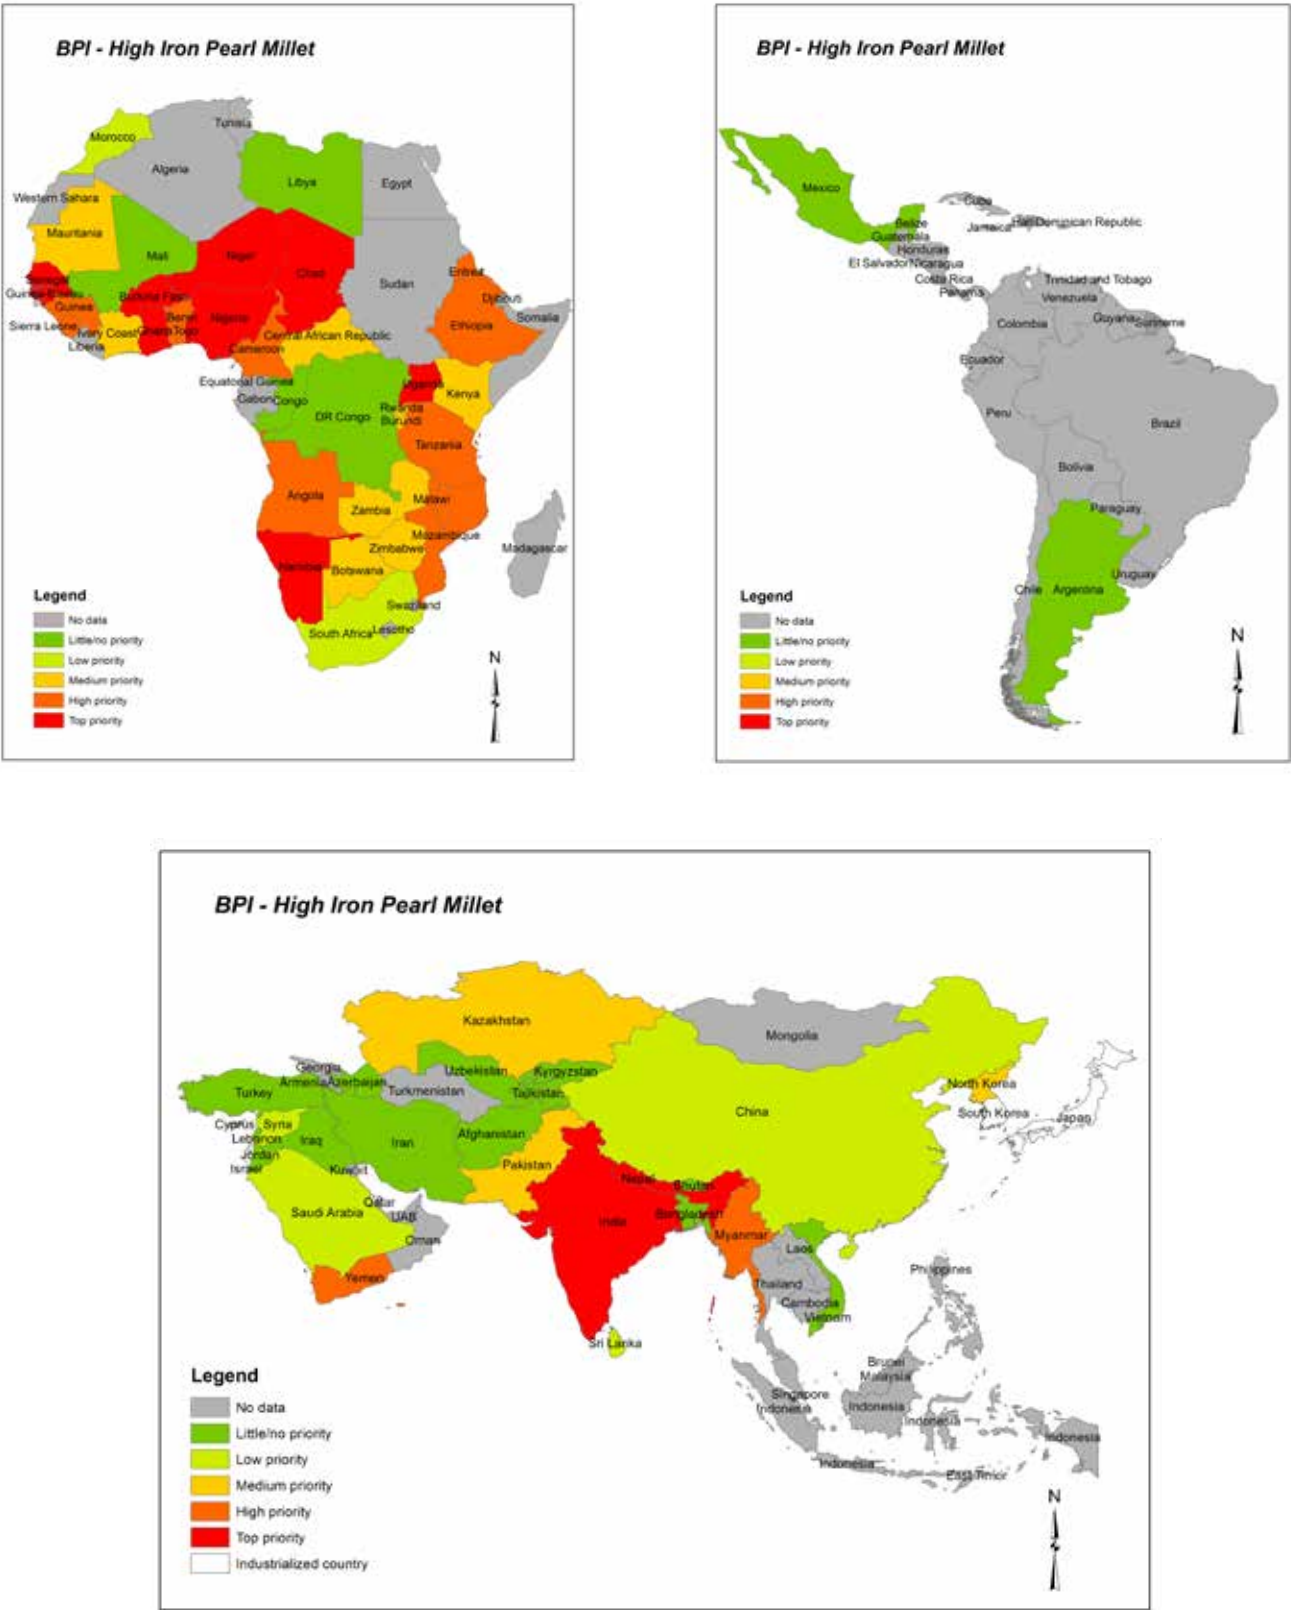 BPI - High Iron Pearl Millet
Tunisia
Morocco
Algeria
Libya
Egypt
Western Sahara
Mauritania
Mali
Niger
Chad
Sudan
Eritrea
Senegal
Guinea
Burkina Faso
Djibouti
Benin
Nigeria
Somalia
Sierra Leone
Ivory Coast
Ghana
Togo
Ethiopia
Central African Republic
Liberia
Cameroon
Equatorial Guinea
Uganda
Kenya
Gabon
Congo
DR Congo
Rwanda
Burundi
Tanzania
Angola
Malawi
Zambia
Mozambique
Zimbabwe
Madagascar
Namibia
Botswana
Swaziland
South Africa
Lesotho
Legend
No data
Little/no priority
Low priority
Medium priority
High priority
Top priority
N
BPI - High Iron Pearl Millet
Mexico
Cuba
Belize
Jamaica
Dominican Republic
Guatemala
Honduras
El Salvador
Nicaragua
Costa Rica
Panama
Trinidad and Tobago
Venezuela
Colombia
Guyana
Suriname
Ecuador
Peru
Brazil
Bolivia
Paraguay
Uruguay
Chile
Argentina
Legend
No data
Little/no priority
Low priority
Medium priority
High priority
Top priority
N
BPI - High Iron Pearl Millet
Kazakhstan
Mongolia
Georgia
Uzbekistan
Kyrgyzstan
Armenia
Azerbaijan
Turkmenistan
Tajikistan
Turkey
North Korea
China
South Korea
Japan
Cyprus
Syria
Lebanon
Iraq
Iran
Afghanistan
Jordan
Israel
Kuwait
Pakistan
Nepal
Bhutan
Qatar
Saudi Arabia
UAE
India
Bangladesh
Oman
Myanmar
Laos
Philippines
Yemen
Thailand
Cambodia
Vietnam
Sri Lanka
Brunei
Malaysia
Singapore
Indonesia
Indonesia
Indonesia
Indonesia
Indonesia
East Timor
Legend
No data
Little/no priority
Low priority
Medium priority
High priority
Top priority
Industrialized country
N